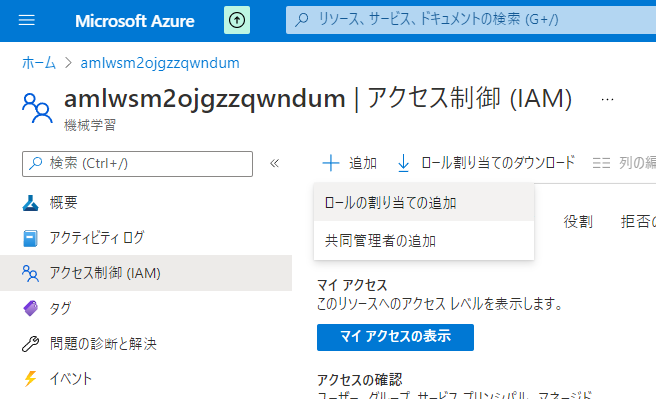 Microsoft Azure
リソース、サービス、ドキュメントの検索 (G+/)
ホーム > amlwsm2ojgzzqwndum
amlwsm2ojgzzqwndum | アクセス制御 (IAM) ...
機械学習
検索 (Ctrl+/) «
追加 ロール割り当てのダウンロード 列の
ロールの割り当ての追加
共同管理者の追加
役割 拒否の
概要
アクティビティ ログ
アクセス制御 (IAM)
タグ
問題の診断と解決
イベント
マイ アクセス
このリソースへのアクセス レベルを表示します。
マイ アクセスの表示
アクセスの確認
ユーザー、グループ、サービス プリンシパル、マネージド